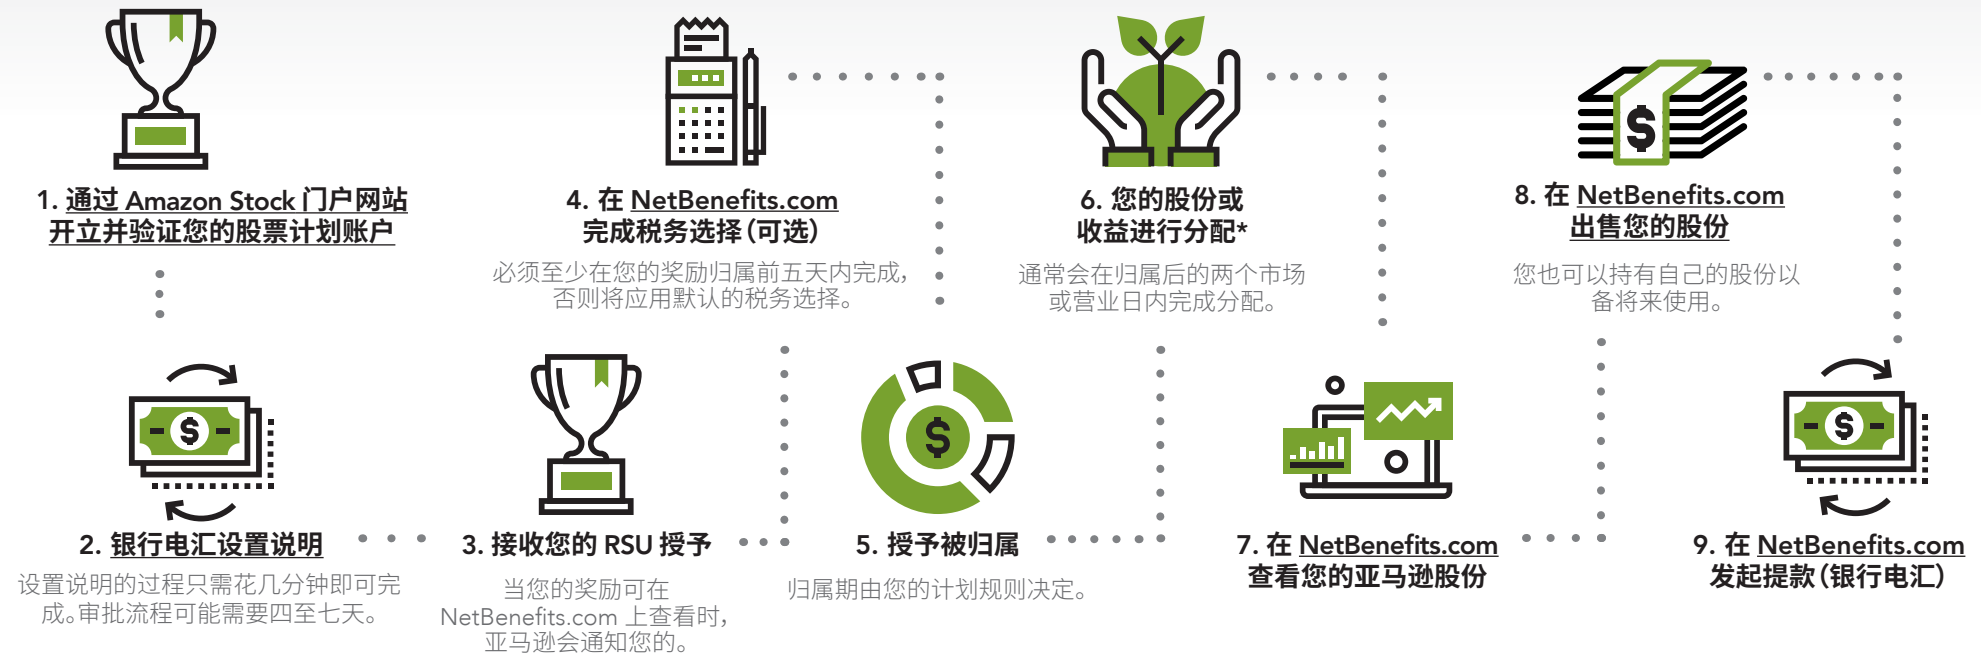 1. 通过 Amazon Stock 门户网站
开立并验证您的股票计划账户
2. 银行电汇设置说明
设置说明的过程只需花几分钟即可完
成。审批流程可能需要四至七天。
3. 接收您的 RSU 授予
当您的奖励可在
NetBenefits.com 上查看时，
亚马逊会通知您的。
4. 在 NetBenefits.com
完成税务选择（可选）
必须至少在您的奖励归属前五天内完成，
否则将应用默认的税务选择。
5. 授予被归属
归属期由您的计划规则决定。
6. 您的股份或
收益进行分配*
通常会在归属后的两个市场
或营业日内完成分配。
7. 在 NetBenefits.com
查看您的亚马逊股份
8. 在 NetBenefits.com
出售您的股份
您也可以持有自己的股份以
备将来使用。
9. 在 NetBenefits.com
发起提款（银行电汇）